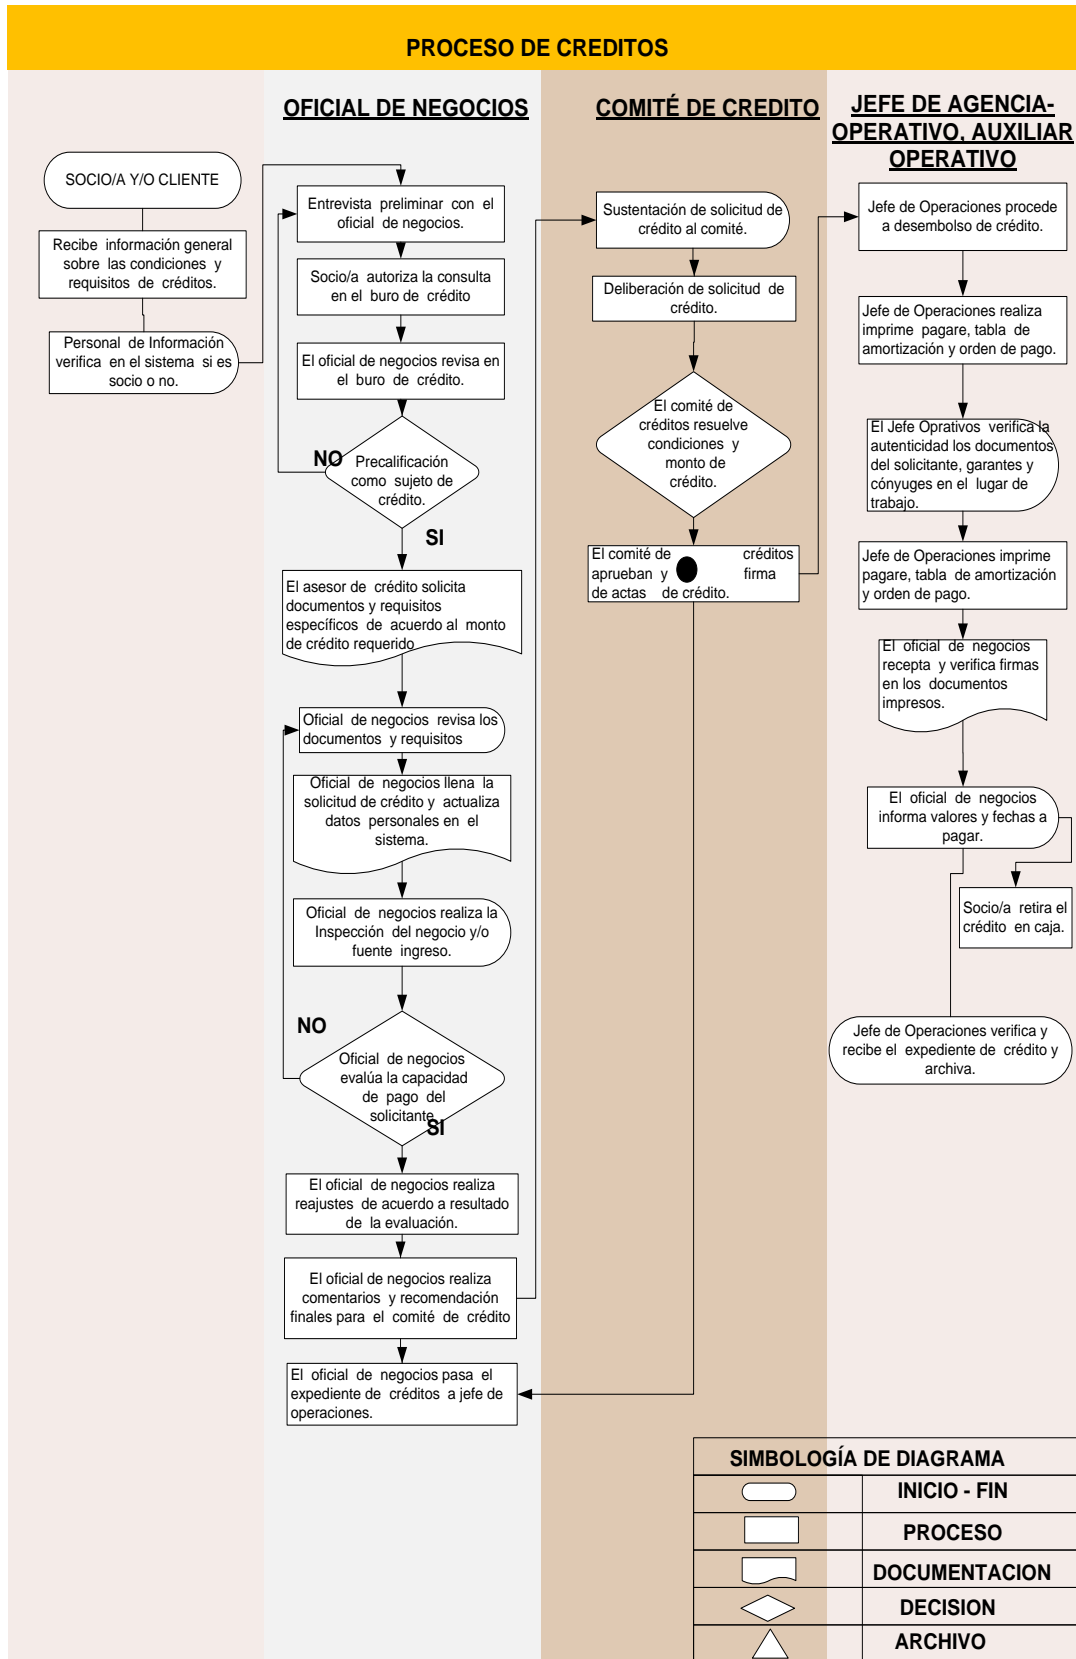 PROCESO DE CREDITOS
SOCIO/A Y/O CLIENTE
Recibe información general
sobre las condiciones y
requisitos de créditos.
Personal de Información
verifica en el sistema si es
socio o no.
OFICIAL DE NEGOCIOS
Entrevista preliminar con el
oficial de negocios.
Socio/a autoriza la consulta
en el buro de crédito
El oficial de negocios revisa en
el buro de crédito.
NO
Precalificación
como sujeto de
crédito.
SI
El asesor de crédito solicita
documentos y requisitos
específicos de acuerdo al monto
de crédito requerido
Oficial de negocios revisa los
documentos y requisitos
Oficial de negocios llena la
solicitud de crédito y actualiza
datos personales en el
sistema.
Oficial de negocios realiza la
Inspección del negocio y/o
fuente ingreso.
NO
Oficial de negocios
evalúa la capacidad
de pago del
solicitante
SI
El oficial de negocios realiza
reajustes de acuerdo a resultado
de la evaluación.
El oficial de negocios realiza
comentarios y recomendación
finales para el comité de crédito
El oficial de negocios pasa el
expediente de créditos a jefe de
operaciones.
COMITÉ DE CREDITO
Sustentación de solicitud de
crédito al comité.
Deliberación de solicitud de
crédito.
El comité de
créditos resuelve
condiciones y
monto de
crédito.
El comité de créditos
aprueban y firma
de actas de crédito.
JEFE DE AGENCIA-
OPERATIVO, AUXILIAR
OPERATIVO
Jefe de Operaciones procede
a desembolso de crédito.
Jefe de Operaciones realiza
imprime pagare, tabla de
amortización y orden de pago.
El Jefe Oprativos verifica la
autenticidad los documentos
del solicitante, garantes y
cónyuges en el lugar de
trabajo.
Jefe de Operaciones imprime
pagare, tabla de amortización
y orden de pago.
El oficial de negocios
recepta y verifica firmas
en los documentos
impresos.
El oficial de negocios
informa valores y fechas a
pagar.
Socio/a retira el
crédito en caja.
Jefe de Operaciones verifica y
recibe el expediente de crédito y
archiva.
SIMBOLOGÍA DE DIAGRAMA
INICIO - FIN
PROCESO
DOCUMENTACION
DECISION
ARCHIVO